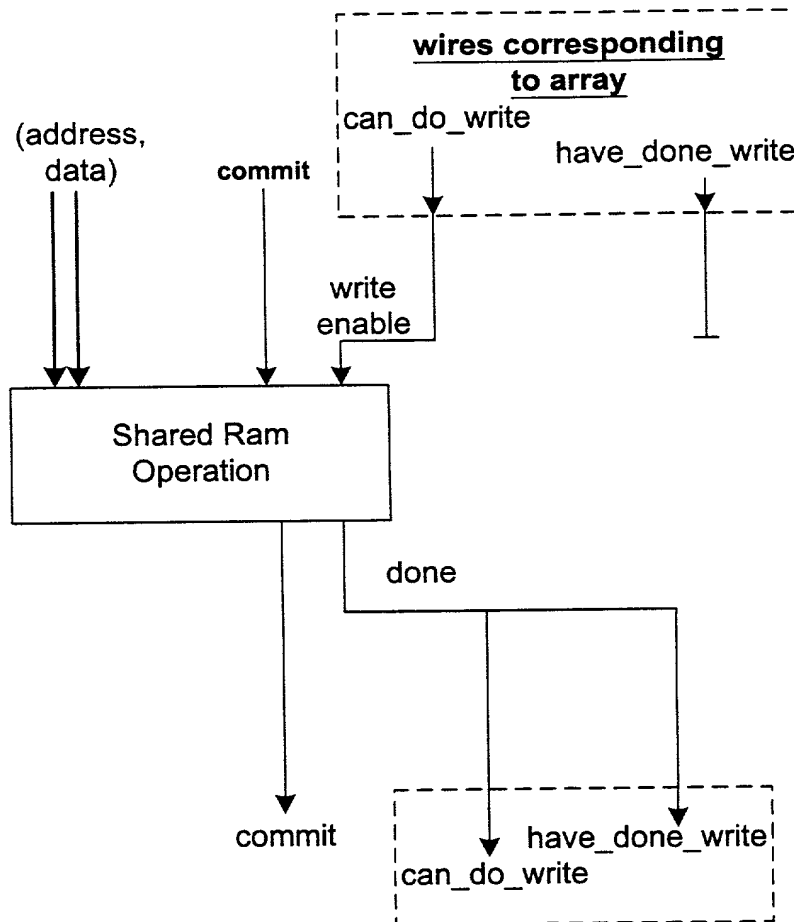 wires corresponding
to array
can_do_write
have_done_write
(address,
data)
commit
write
enable
Shared Ram
Operation
done
commit
have_done_write
can_do_write